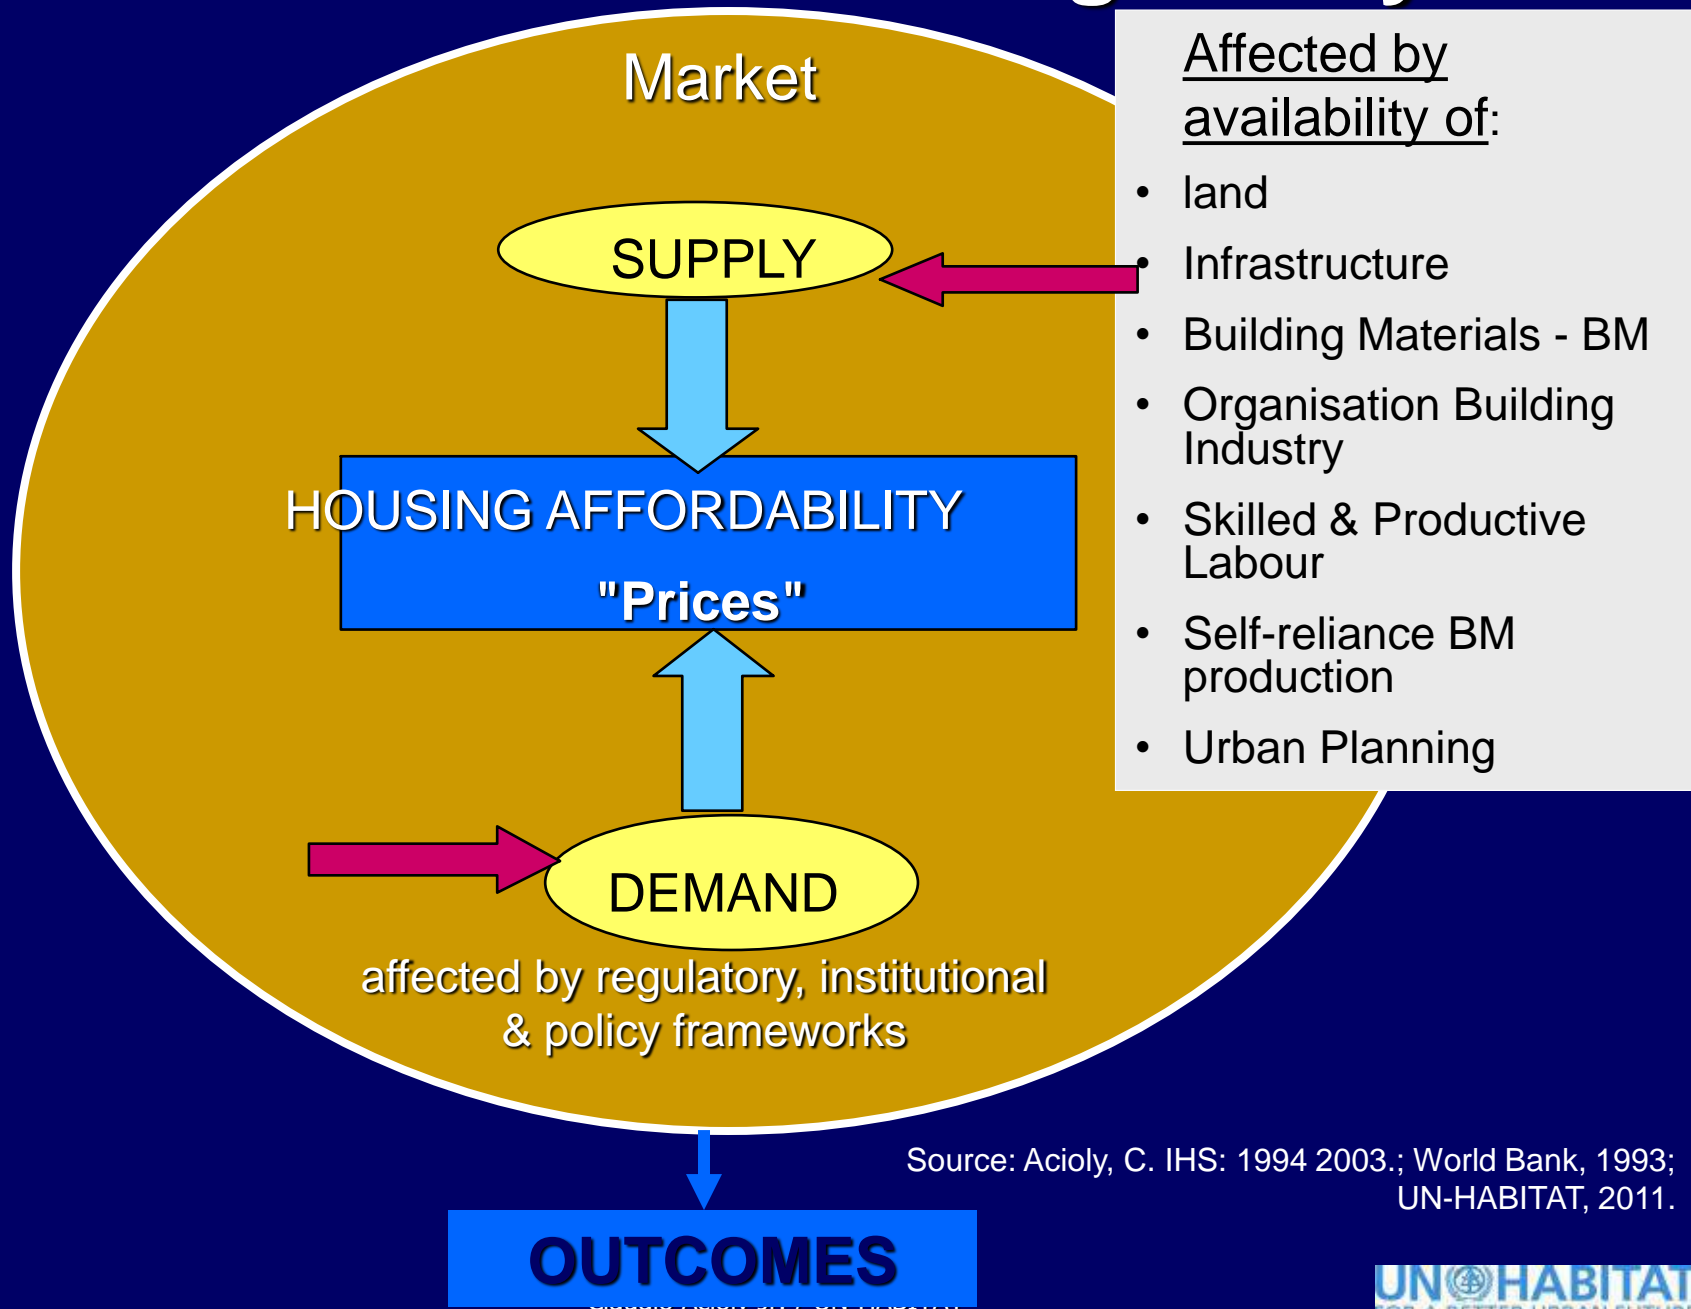 Market
Affected by
availability of:
• land
• Infrastructure
• Building Materials - BM
• Organisation Building
Industry
• Skilled & Productive
Labour
• Self-reliance BM
production
• Urban Planning
SUPPLY
HOUSING AFFORDABILITY
"Prices"
DEMAND
affected by regulatory, institutional
& policy frameworks
Source: Acioly, C. IHS: 1994 2003.; World Bank, 1993;
UN-HABITAT, 2011.
OUTCOMES
UN HABITAT